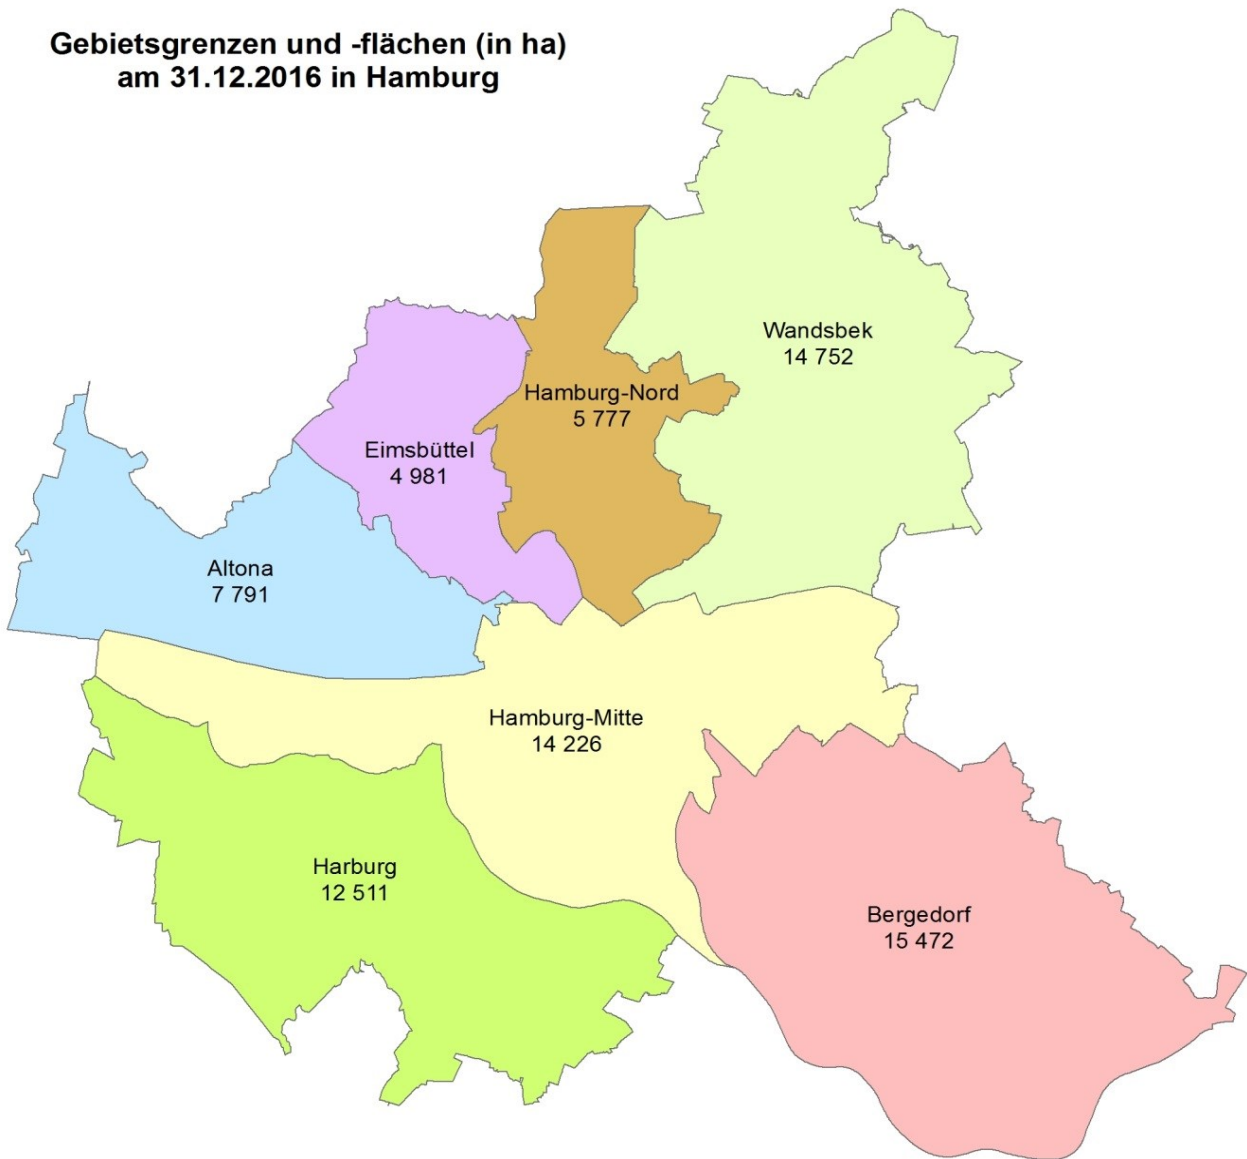 Gebietsgrenzen und -flächen (in ha)
am 31.12.2016 in Hamburg
Wandsbek
14 752
Hamburg-Nord
5 777
Eimsbüttel
4 981
Altona
7 791
Hamburg-Mitte
14 226
Harburg
12 511
Bergedorf
15 472